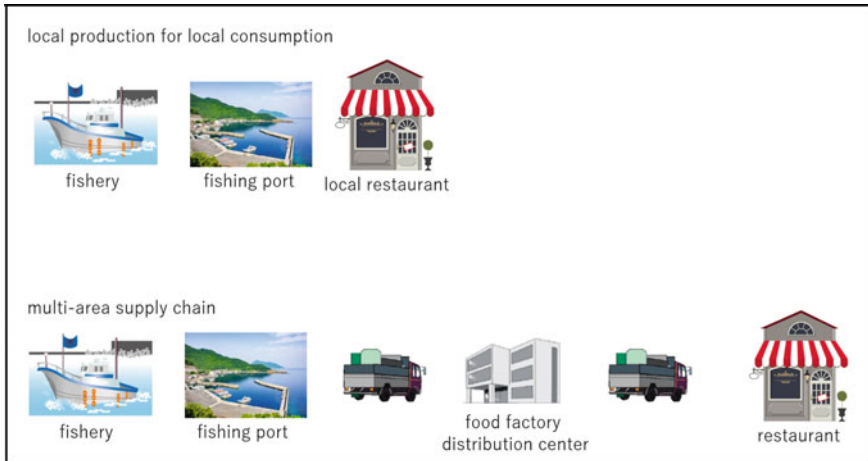 local production for local consumption
fishery
fishing port
local restaurant
multi-area supply chain
fishery
fishing port
food factory
distribution center
restaurant